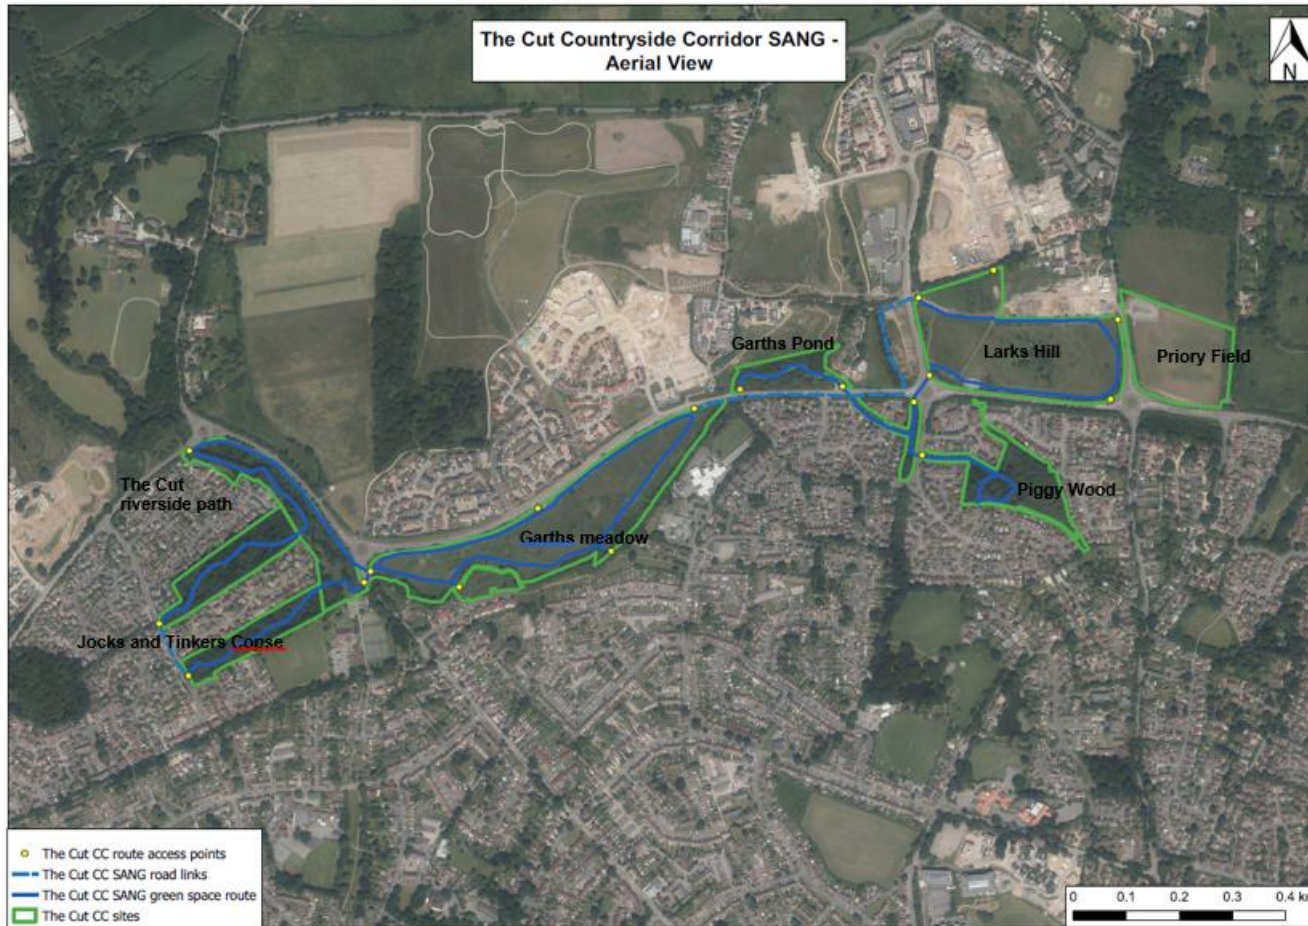 The Cut Countryside Corridor SANG -
Aerial View
N
Garths Pond
Larks Hill
Priory Field
The Cut
riverside path
Piggy Wood
Garths meadow
Jocks and Tinkers Copse
The Cut CC route access points
The Cut CC SANG road links
The Cut CC SANG green space route
The Cut CC sites
0 0.1 0.2 0.3 0.4 km